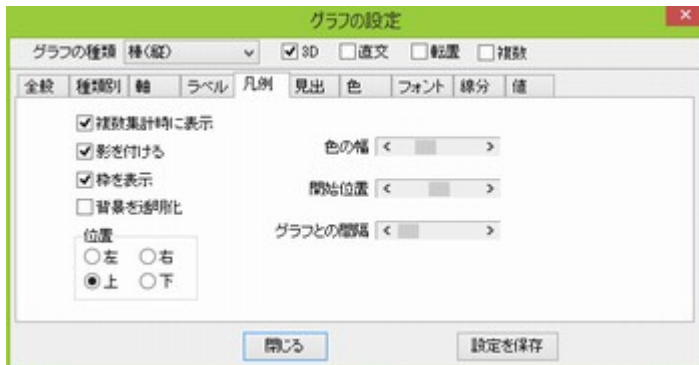 グラフの設定
グラフの種類 棒(縦) 3D 直交 転置 複数
全般 種類別 軸 ラベル 凡例 見出 色 フォント 線分 値
複数集計時に表示
影を付ける
枠を表示
背景を透明化
位置
左 右
上 下
色の幅
開始位置
グラフとの間隔
閉じる 設定を保存